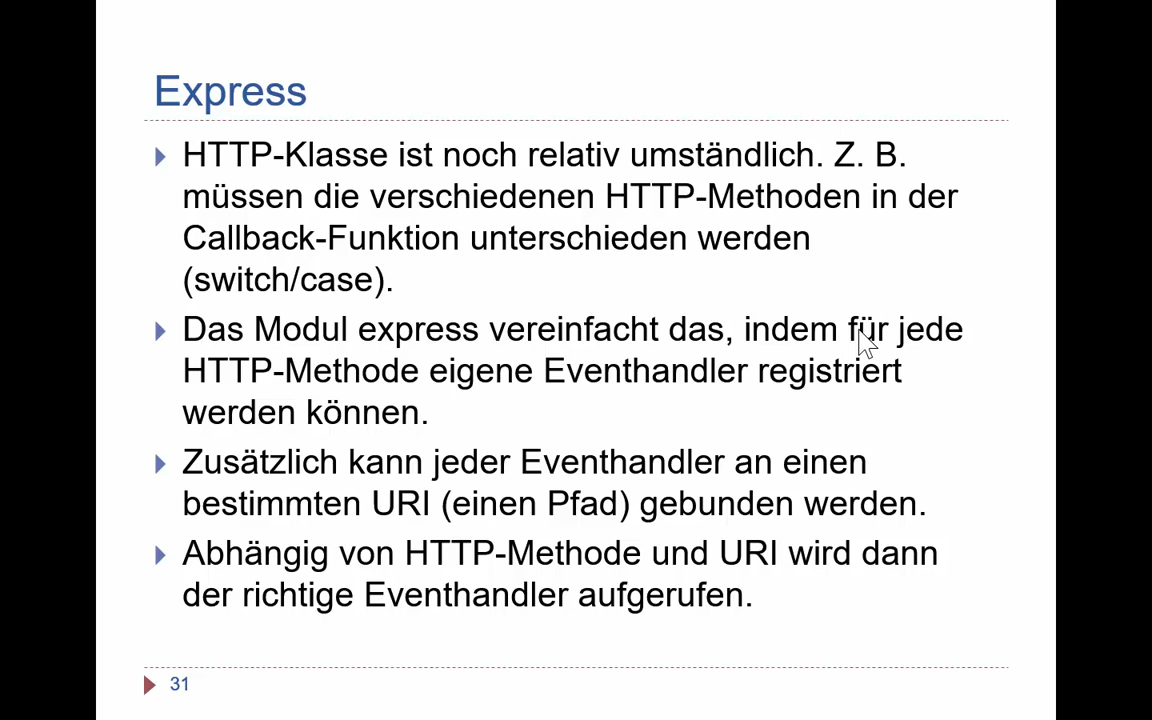 Express
HTTP-Klasse ist noch relativ umständlich. Z. B.
müssen die verschiedenen HTTP-Methoden in der
Callback-Funktion unterschieden werden
(switch/case).
Das Modul express vereinfacht das, indem für jede
HTTP-Methode eigene Eventhandler registriert
werden können.
Zusätzlich kann jeder Eventhandler an einen
bestimmten URI (einen Pfad) gebunden werden.
Abhängig von HTTP-Methode und URI wird dann
der richtige Eventhandler aufgerufen.
31